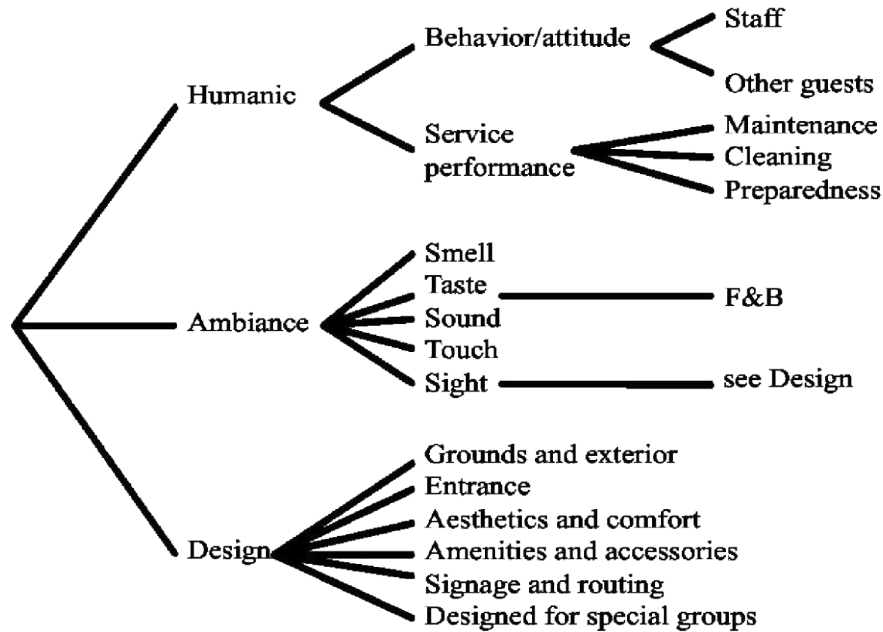 Humanic
Behavior/attitude
Staff
Other guests
Service
performance
Maintenance
Cleaning
Preparedness
Ambiance
Smell
Taste
F&B
Sound
Touch
Sight
see Design
Design
Grounds and exterior
Entrance
Aesthetics and comfort
Amenities and accessories
Signage and routing
Designed for special groups